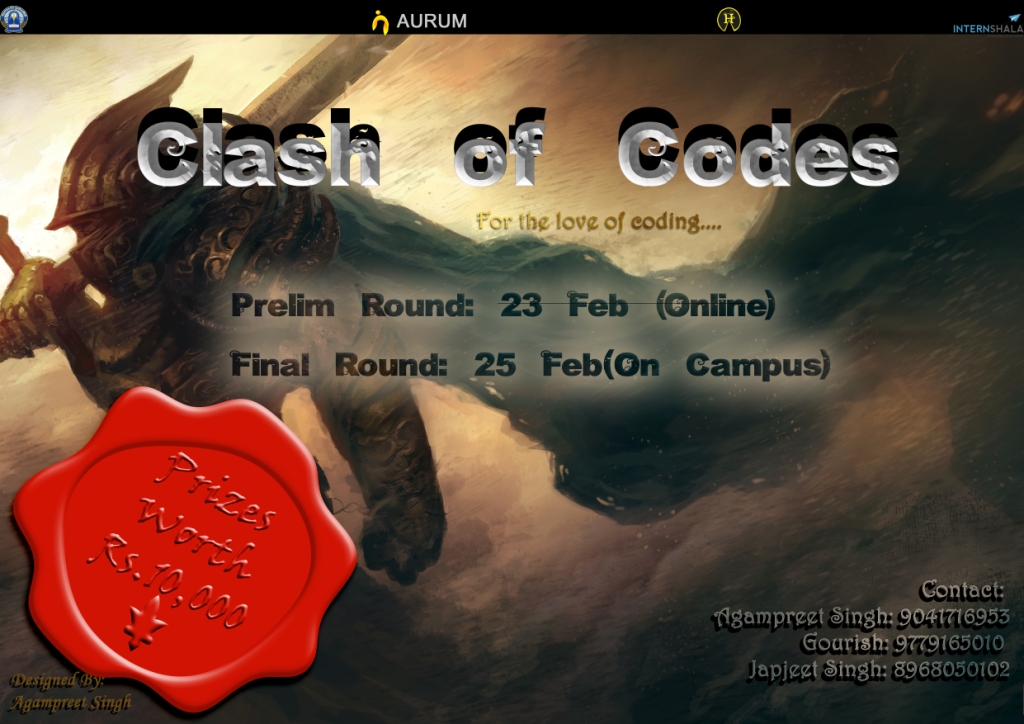 AURUM
INTERNSHALA
Clash of Codes
For the love of coding....
Prelim Round: 23 Feb (Online)
Final Round: 25 Feb(On Campus)
Prizes
Worth
Rs.10,000
Contact:
Agampreet Singh: 9041716953
Gourish: 9779165010
Japjeet Singh: 8968050102
Designed By:
Agampreet Singh